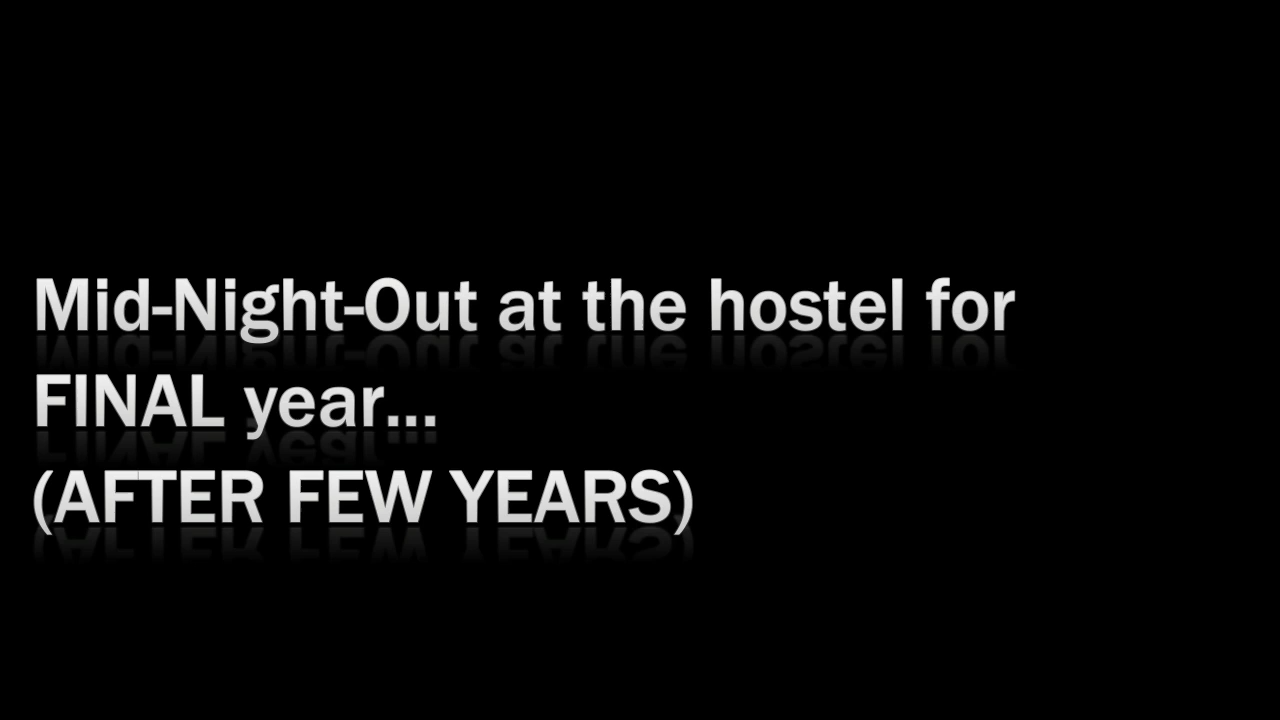 Mid-Night-Out at the hostel for
FINAL year...
(AFTER FEW YEARS)